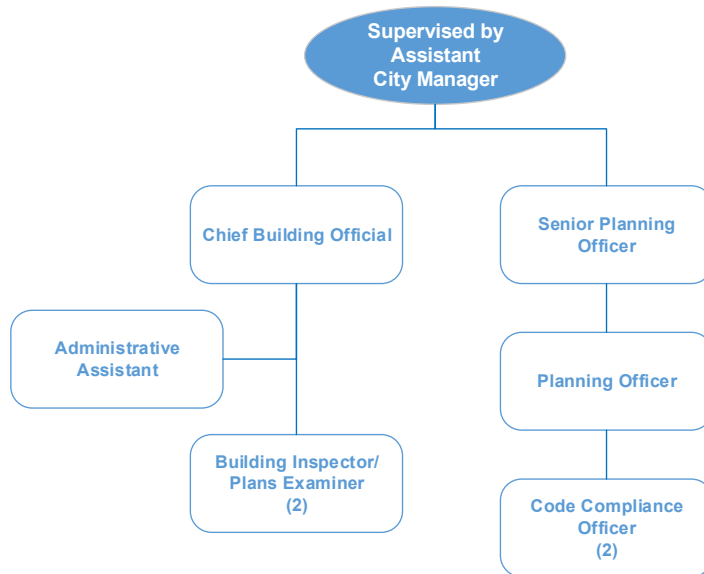 Supervised by
Assistant
City Manager
Chief Building Official
Senior Planning
Officer
Administrative
Assistant
Planning Officer
Building Inspector/
Plans Examiner
(2)
Code Compliance
Officer
(2)